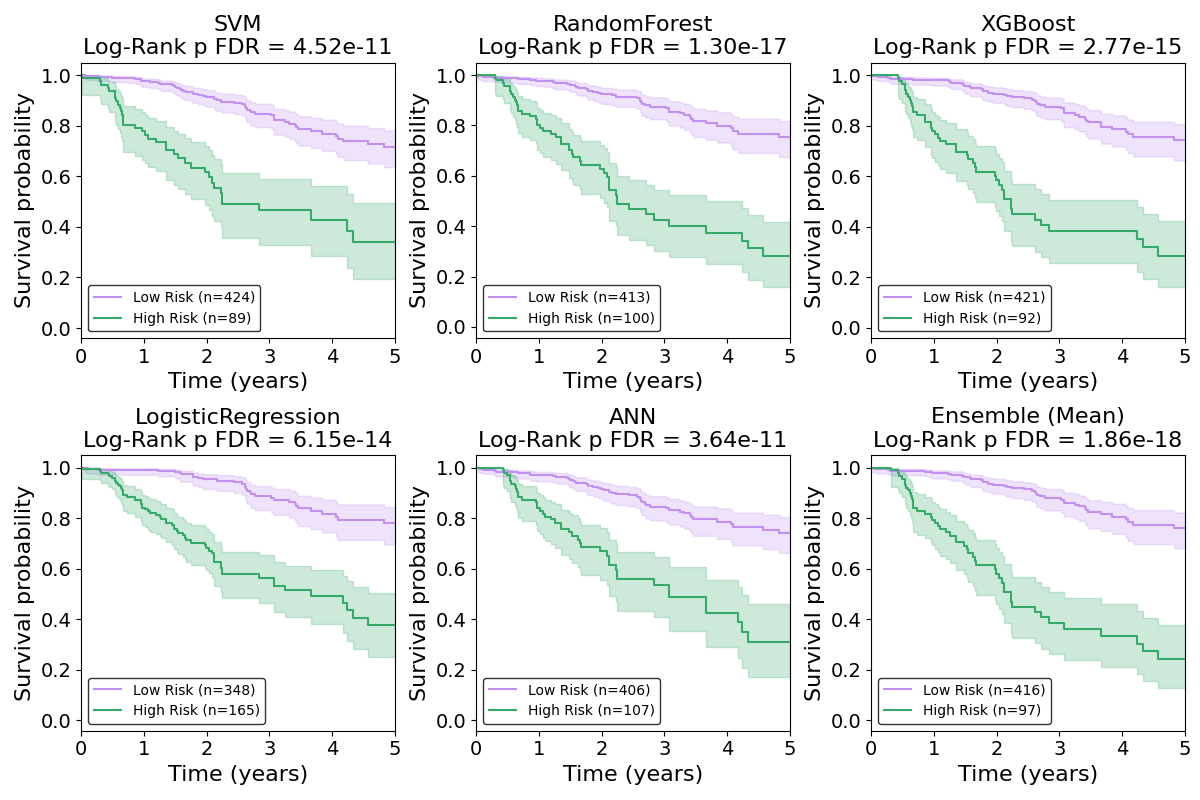 SVM
Log-Rank p FDR = 4.52e-11
Survival probability
1.0
0.8
0.6
0.4
0.2
0.0
Low Risk (n=424)
High Risk (n=89)
0 1 2 3 4 5
Time (years)
RandomForest
Log-Rank p FDR = 1.30e-17
Survival probability
1.0
0.8
0.6
0.4
0.2
0.0
Low Risk (n=413)
High Risk (n=100)
0 1 2 3 4 5
Time (years)
XGBoost
Log-Rank p FDR = 2.77e-15
Survival probability
1.0
0.8
0.6
0.4
0.2
0.0
Low Risk (n=421)
High Risk (n=92)
0 1 2 3 4 5
Time (years)
LogisticRegression
Log-Rank p FDR = 6.15e-14
Survival probability
1.0
0.8
0.6
0.4
0.2
0.0
Low Risk (n=348)
High Risk (n=165)
0 1 2 3 4 5
Time (years)
ANN
Log-Rank p FDR = 3.64e-11
Survival probability
1.0
0.8
0.6
0.4
0.2
0.0
Low Risk (n=406)
High Risk (n=107)
0 1 2 3 4 5
Time (years)
Ensemble (Mean)
Log-Rank p FDR = 1.86e-18
Survival probability
1.0
0.8
0.6
0.4
0.2
0.0
Low Risk (n=416)
High Risk (n=97)
0 1 2 3 4 5
Time (years)